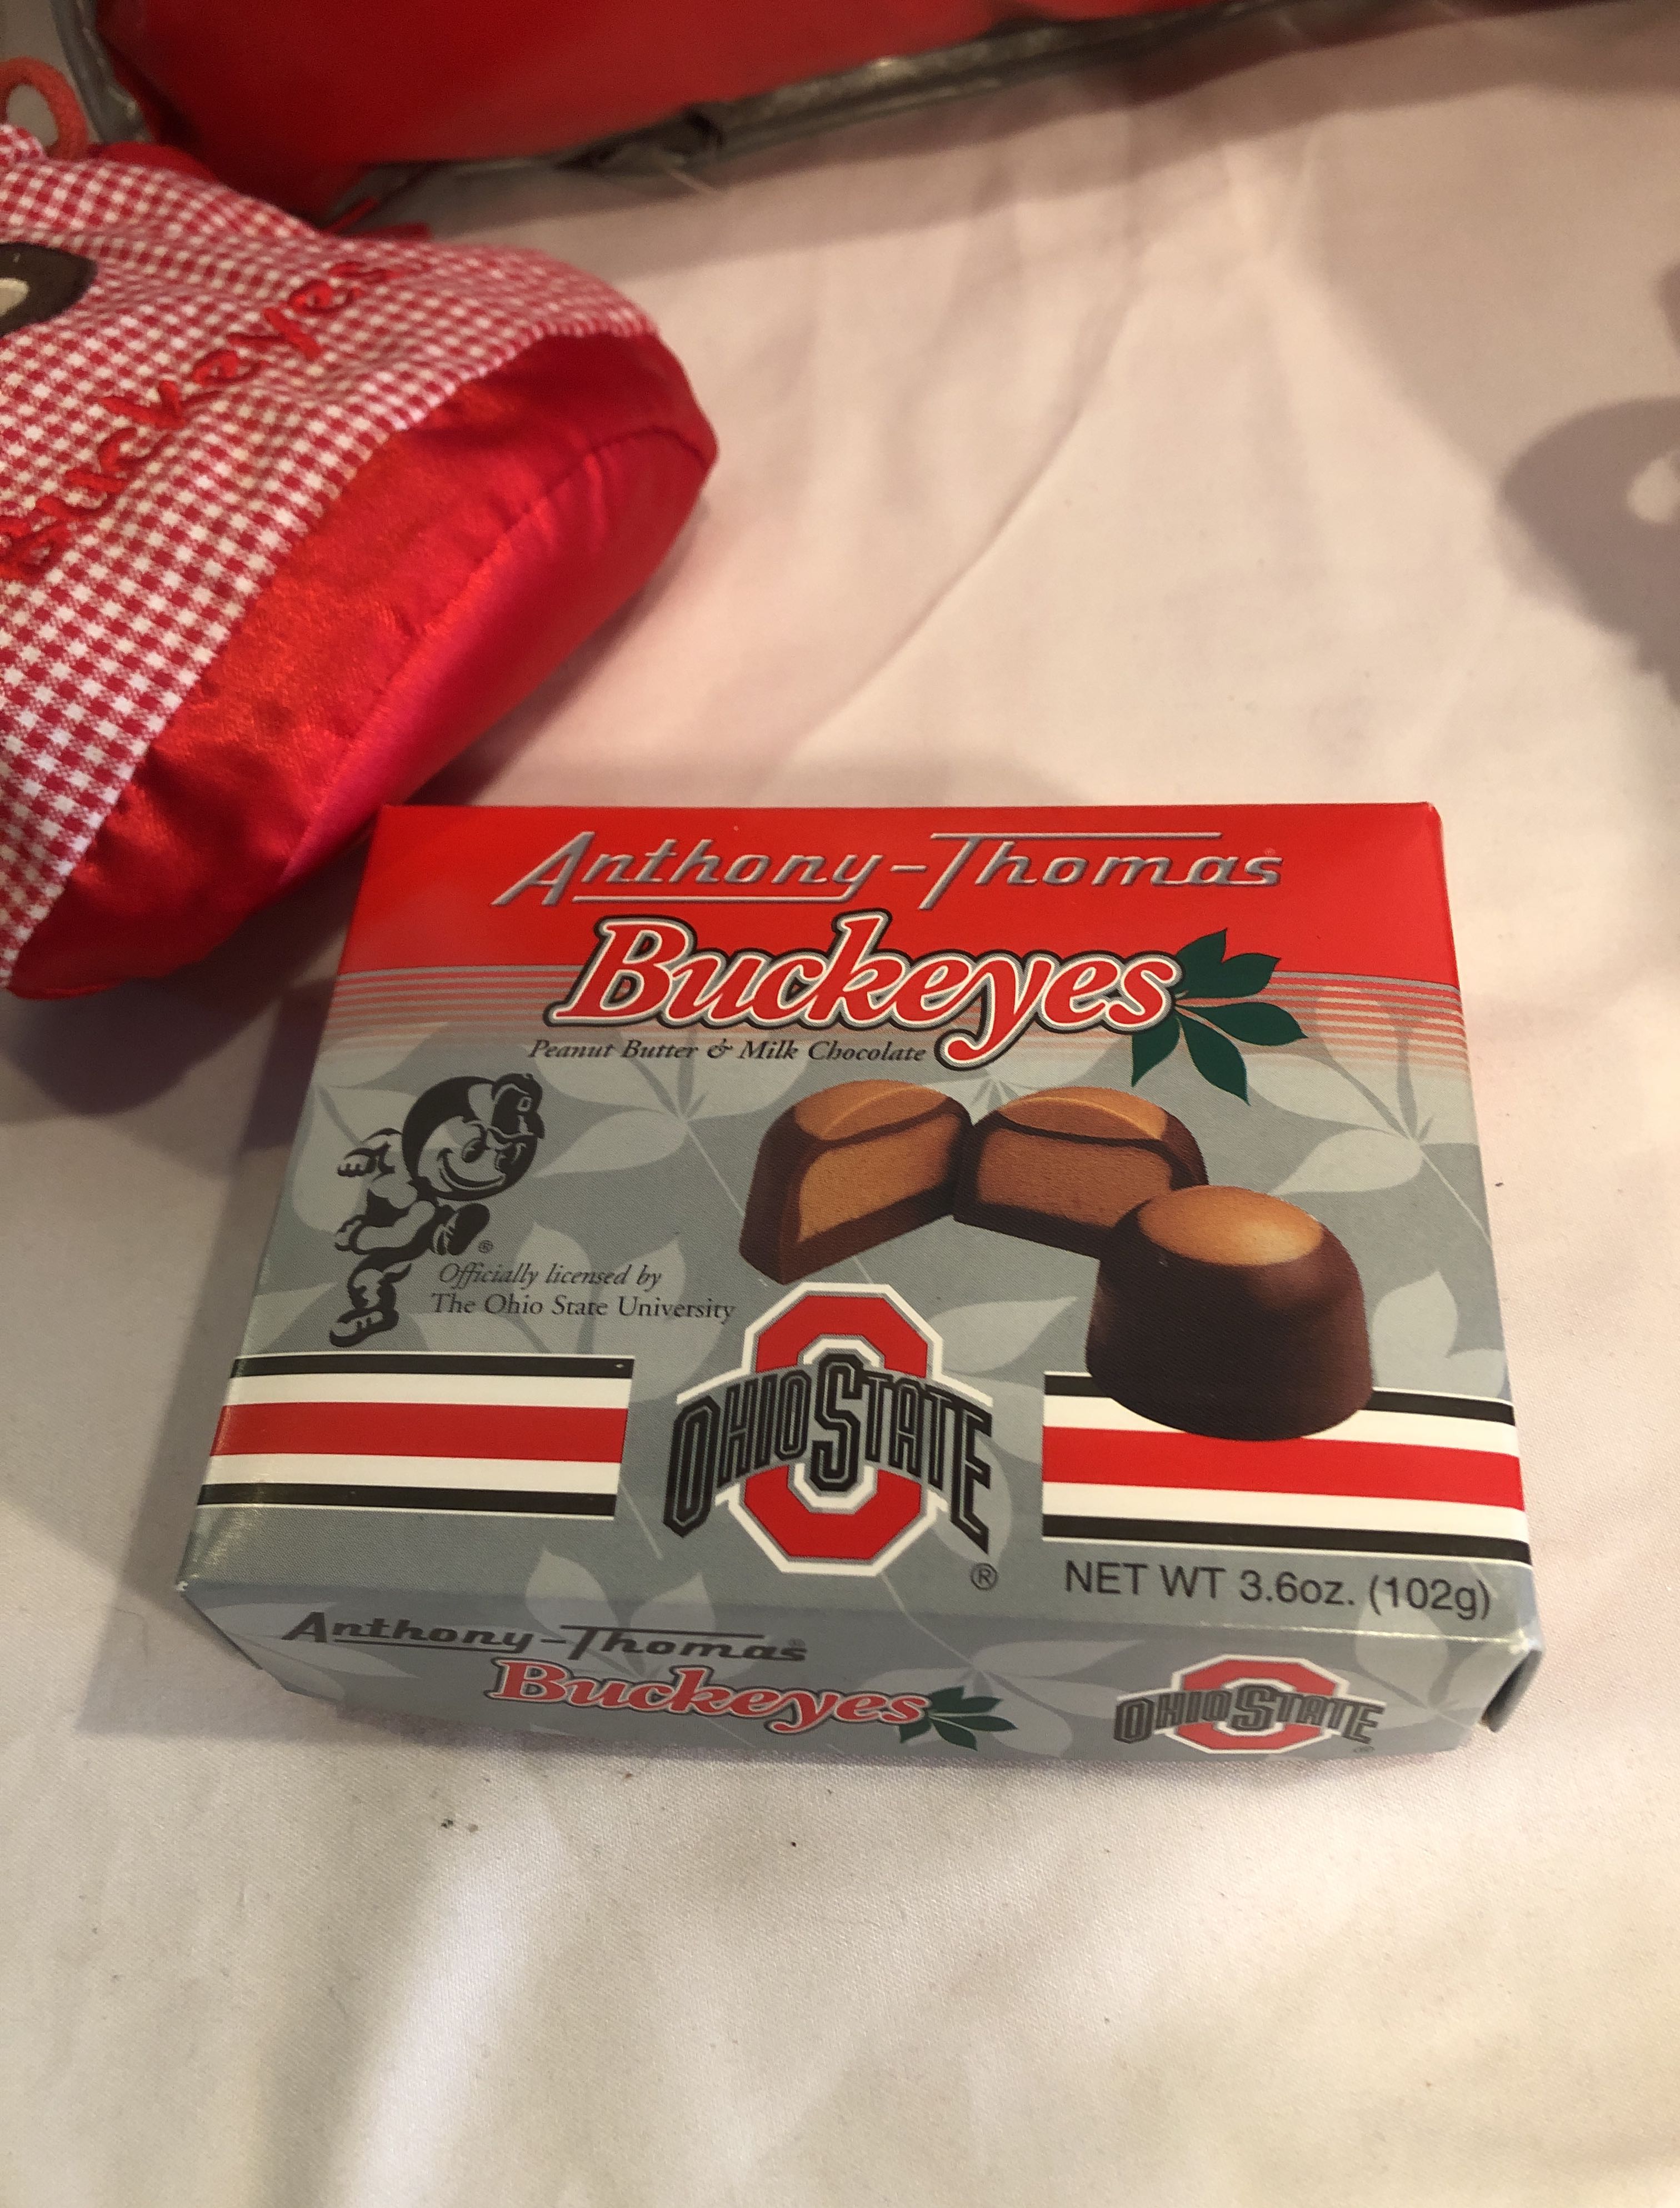 Buckeyes
Anthony-Thomas
Buckeyes
Peanut Butter & Milk Chocolate
®
Officially licensed by
The Ohio State University
OHIO STATE
®
NET WT 3.6oz. (102g)
Anthony-Thomas®
Buckeyes
OHIO STATE
®